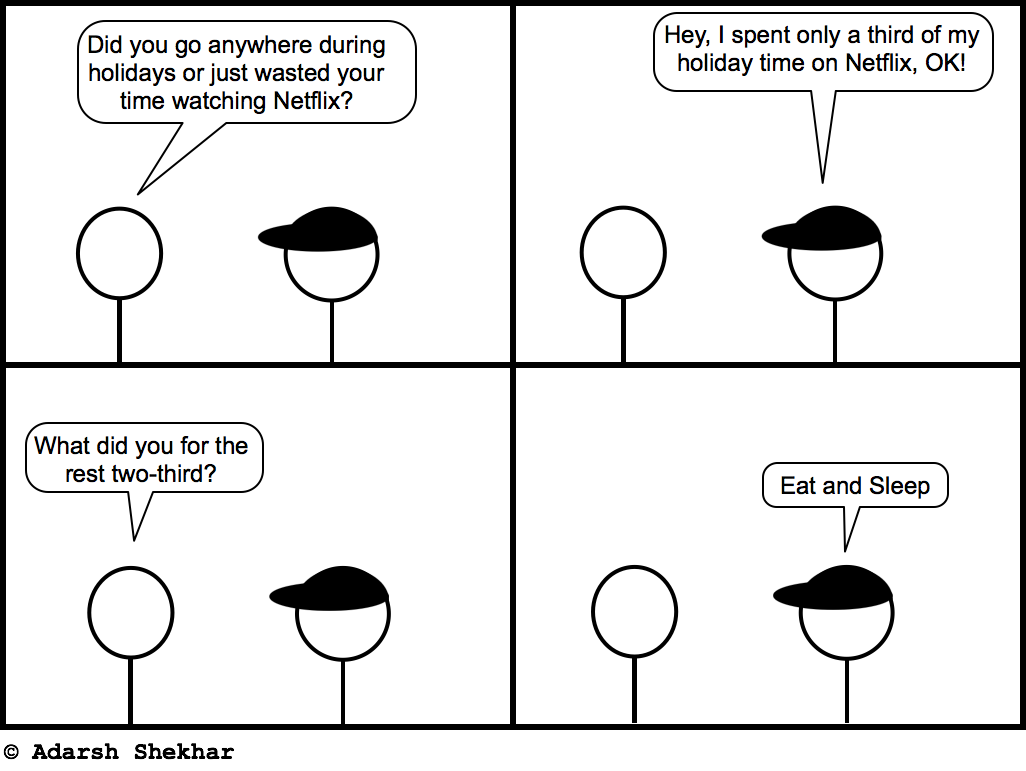 Did you go anywhere during
holidays or just wasted your
time watching Netflix?
Hey, I spent only a third of my
holiday time on Netflix, OK!
What did you for the
rest two-third?
Eat and Sleep
© Adarsh Shekhar